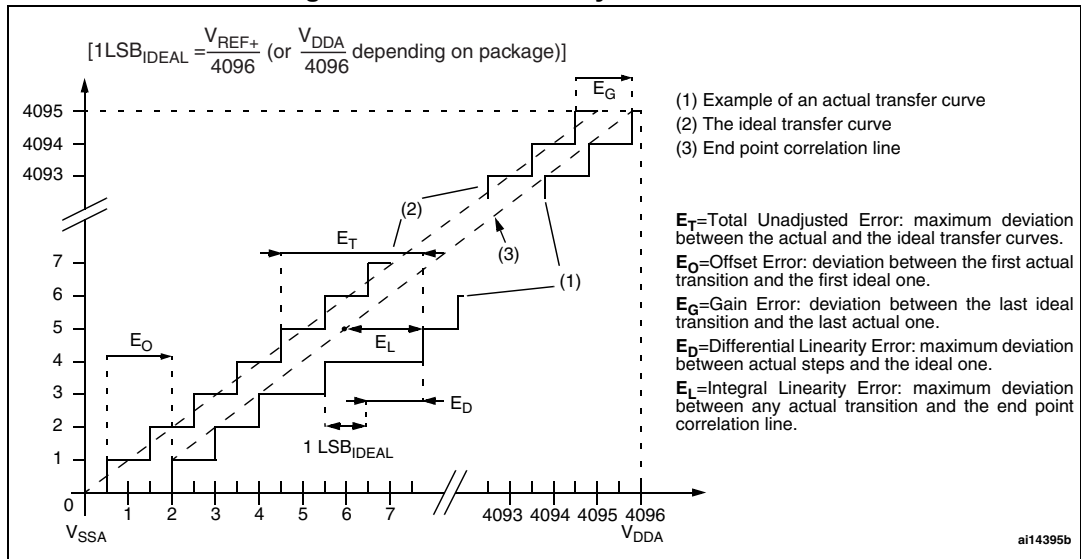 [1LSB_IDEAL = V_REF+/4096 (or V_DDA/4096 depending on package)]
E_G
4095
4094
4093
7
6
5
4
3
2
1
0
(2)
E_T
(3)
(1)
E_O
E_L
E_D
1 LSB_IDEAL
(1)
1 2 3 4 5 6 7 4093 4094 4095 4096
V_SSA V_DDA
(1) Example of an actual transfer curve
(2) The ideal transfer curve
(3) End point correlation line
E_T=Total Unadjusted Error: maximum deviation
between the actual and the ideal transfer curves.
E_O=Offset Error: deviation between the first actual
transition and the first ideal one.
E_G=Gain Error: deviation between the last ideal
transition and the last actual one.
E_D=Differential Linearity Error: maximum deviation
between actual steps and the ideal one.
E_L=Integral Linearity Error: maximum deviation
between any actual transition and the end point
correlation line.
ai14395b